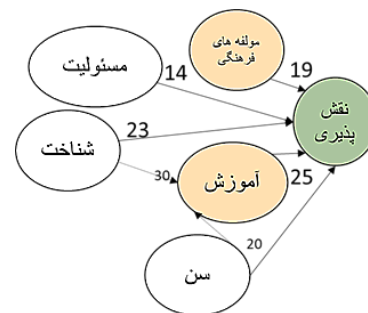 مولفه های
فرهنگی
مسئولیت
14
19
نقش
پذیری
23
شناخت
30
آموزش
25
20
سن